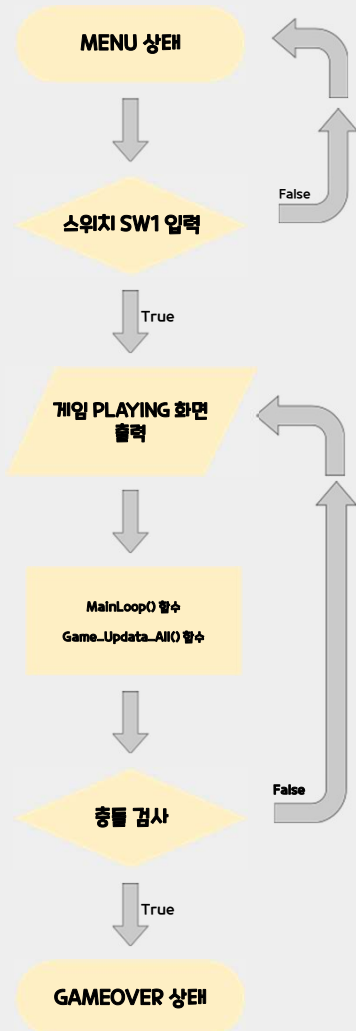 MENU 상태
스위치 SW1 입력
False
True
게임 PLAYING 화면
출력
MainLoop() 함수
Game_Updata_All() 함수
충돌 검사
False
True
GAMEOVER 상태